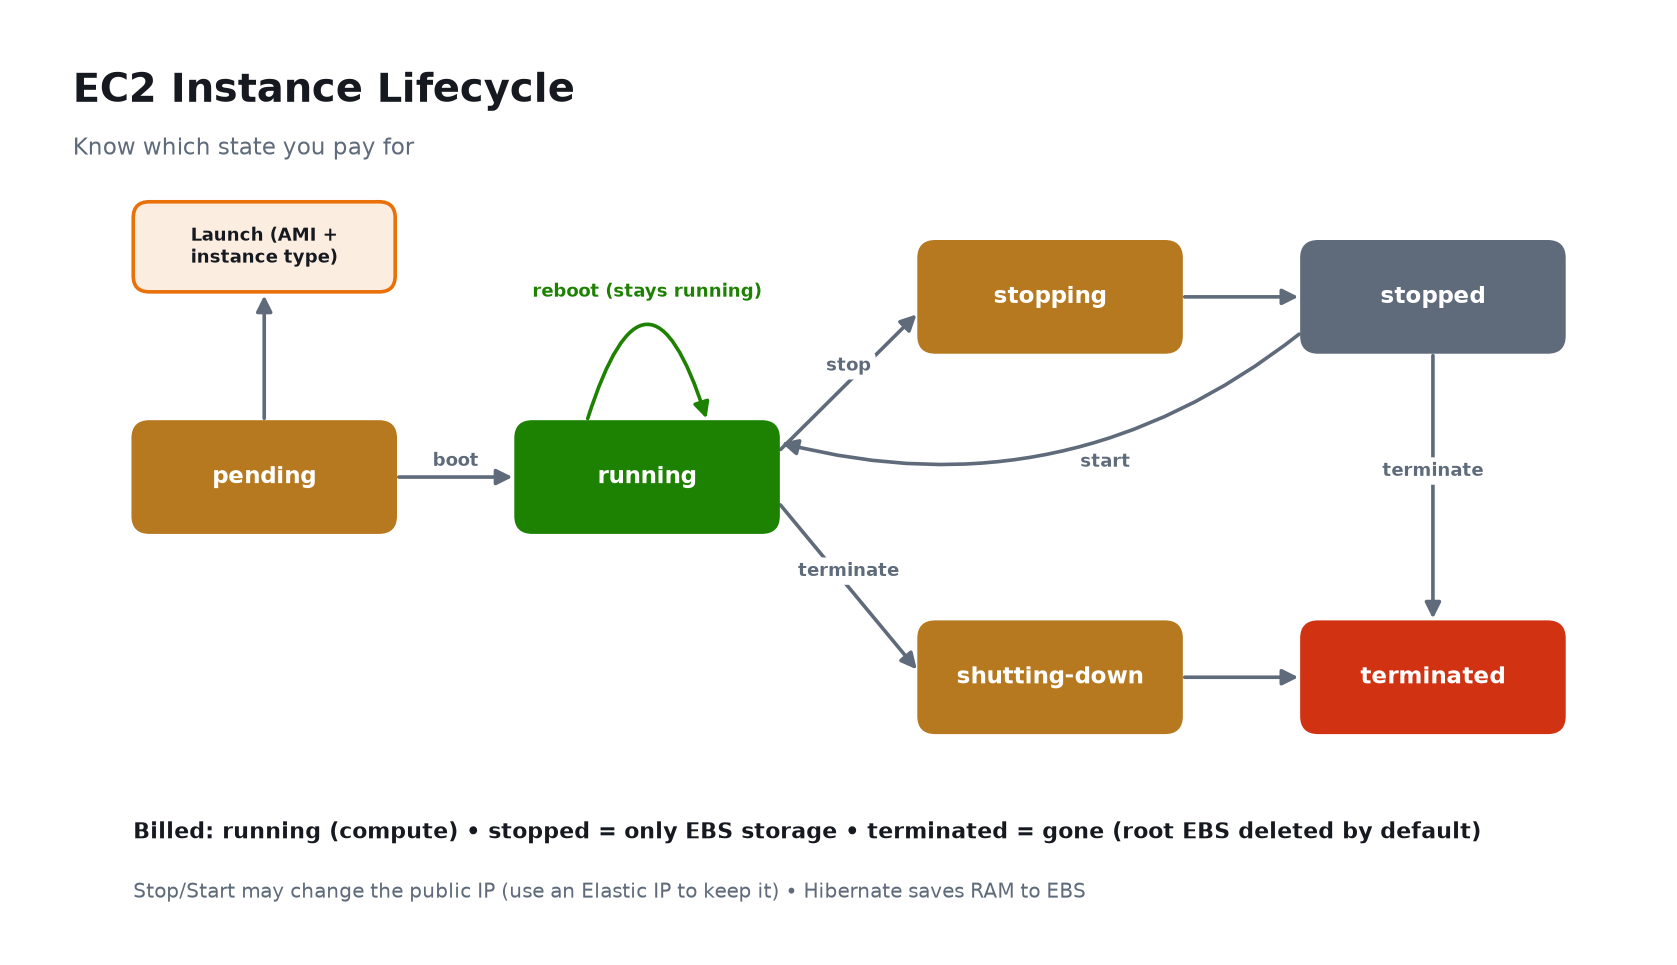 EC2 Instance Lifecycle
Know which state you pay for
Launch (AMI +
instance type)
reboot (stays running)
stopping
stopped
stop
pending
boot
running
start
terminate
terminate
shutting-down
terminated
Billed: running (compute) • stopped = only EBS storage • terminated = gone (root EBS deleted by default)
Stop/Start may change the public IP (use an Elastic IP to keep it) • Hibernate saves RAM to EBS